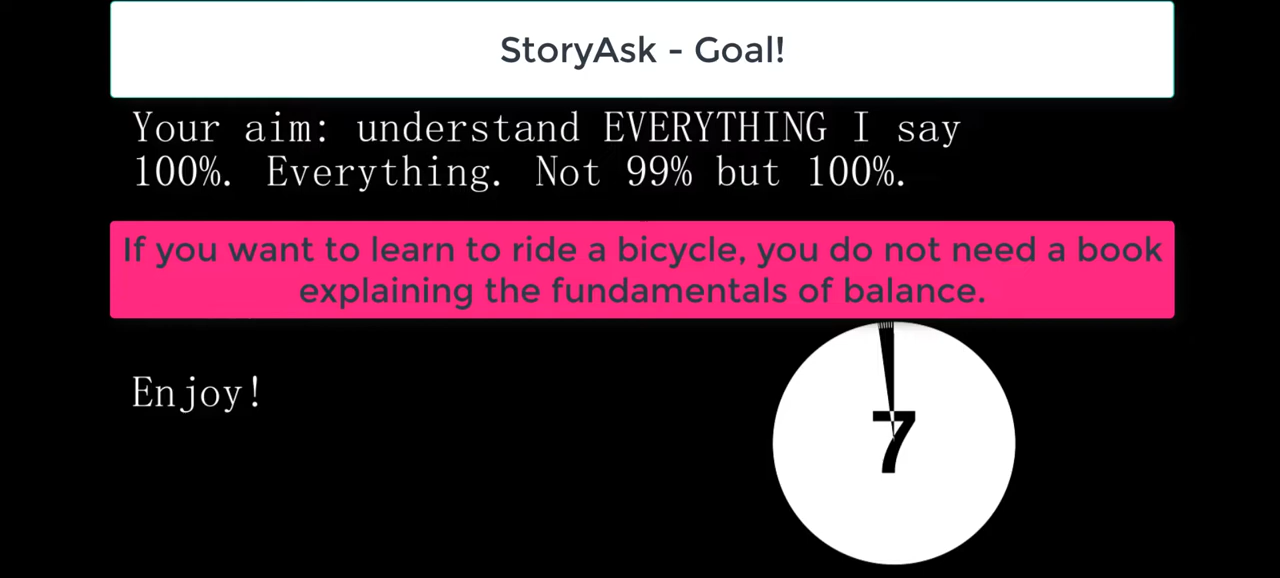 StoryAsk - Goal!
Your aim: understand EVERYTHING I say
100%. Everything. Not 99% but 100%.
If you want to learn to ride a bicycle, you do not need a book
explaining the fundamentals of balance.
Enjoy!
7